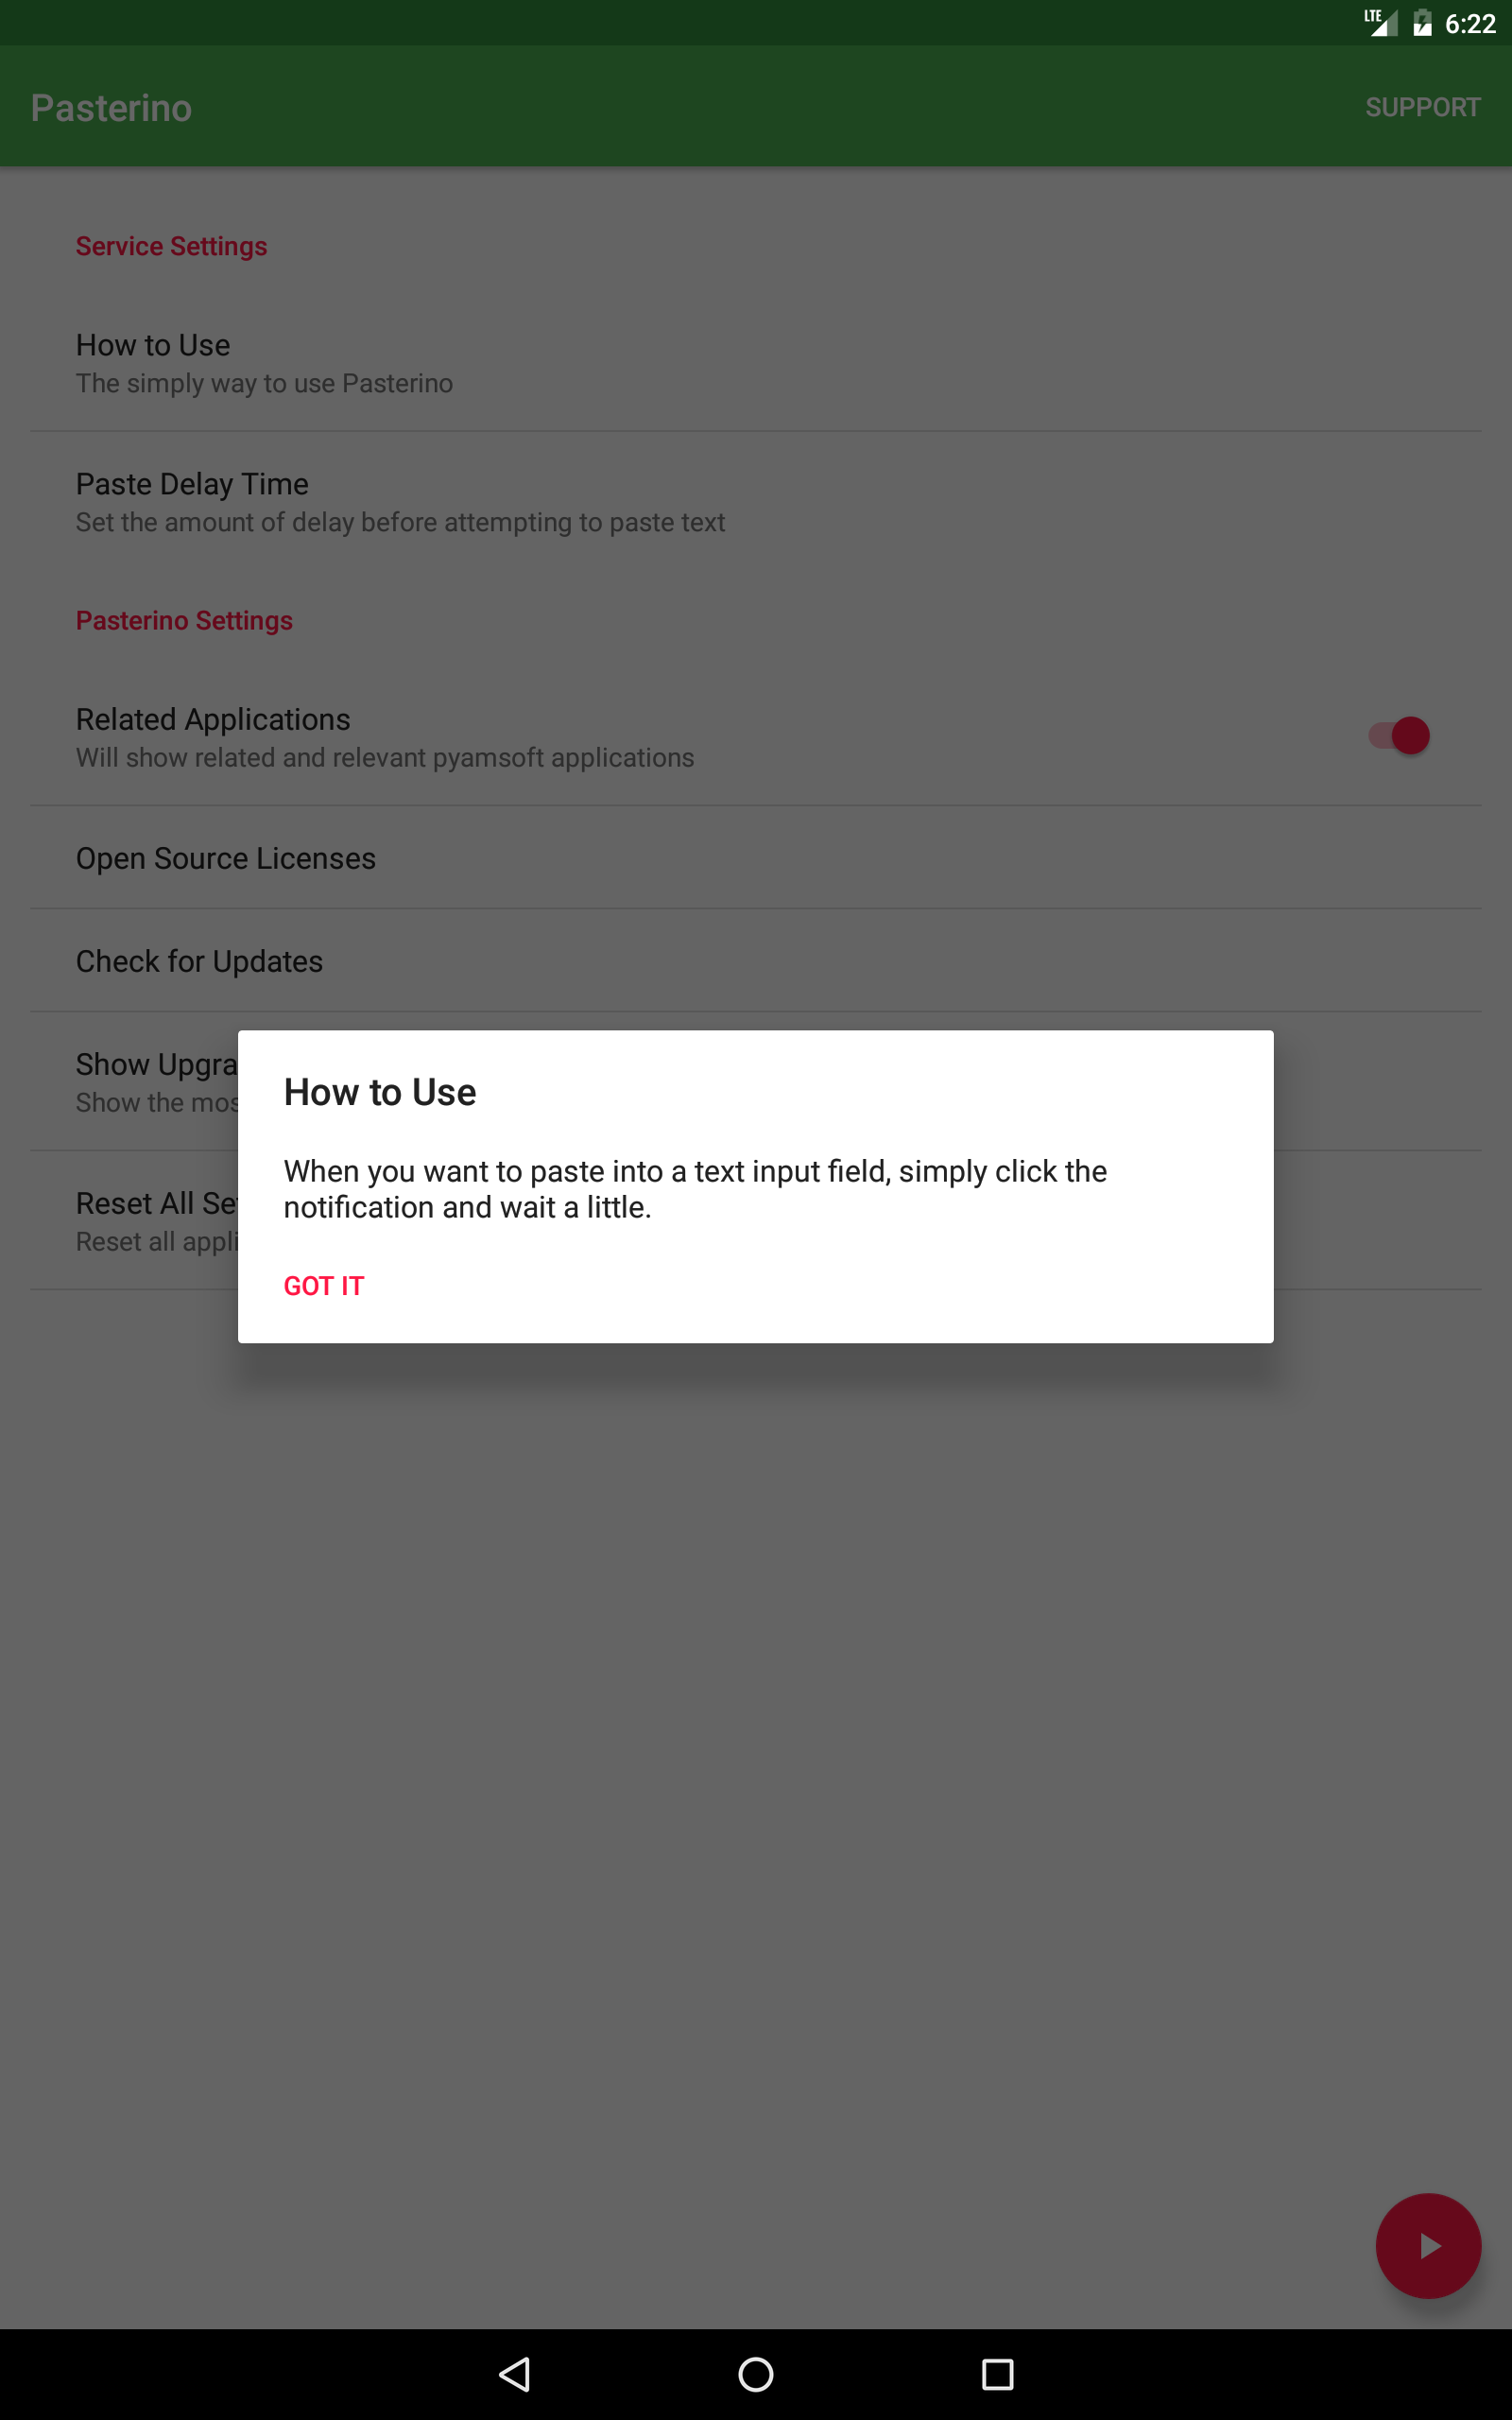 LTE 6:22
Pasterino SUPPORT
Service Settings
How to Use
The simply way to use Pasterino
Paste Delay Time
Set the amount of delay before attempting to paste text
Pasterino Settings
Related Applications
Will show related and relevant pyamsoft applications
Open Source Licenses
Check for Updates
Show Upgra
Show the mos
Reset All Set
Reset all appli
How to Use
When you want to paste into a text input field, simply click the
notification and wait a little.
GOT IT